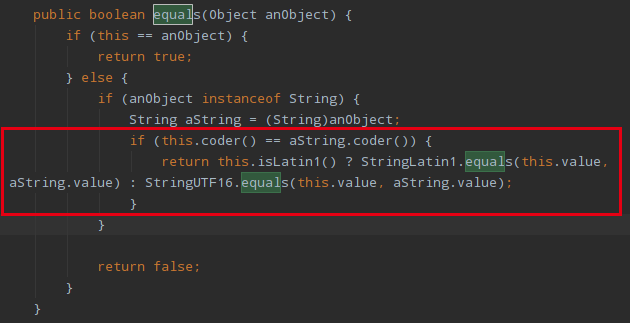 public boolean equals(Object anObject) {
if (this == anObject) {
return true;
} else {
if (anObject instanceof String) {
String aString = (String)anObject;
if (this.coder() == aString.coder()) {
return this.isLatin1() ? StringLatin1.equals(this.value,
aString.value) : StringUTF16.equals(this.value, aString.value);
}
}
return false;
}
}